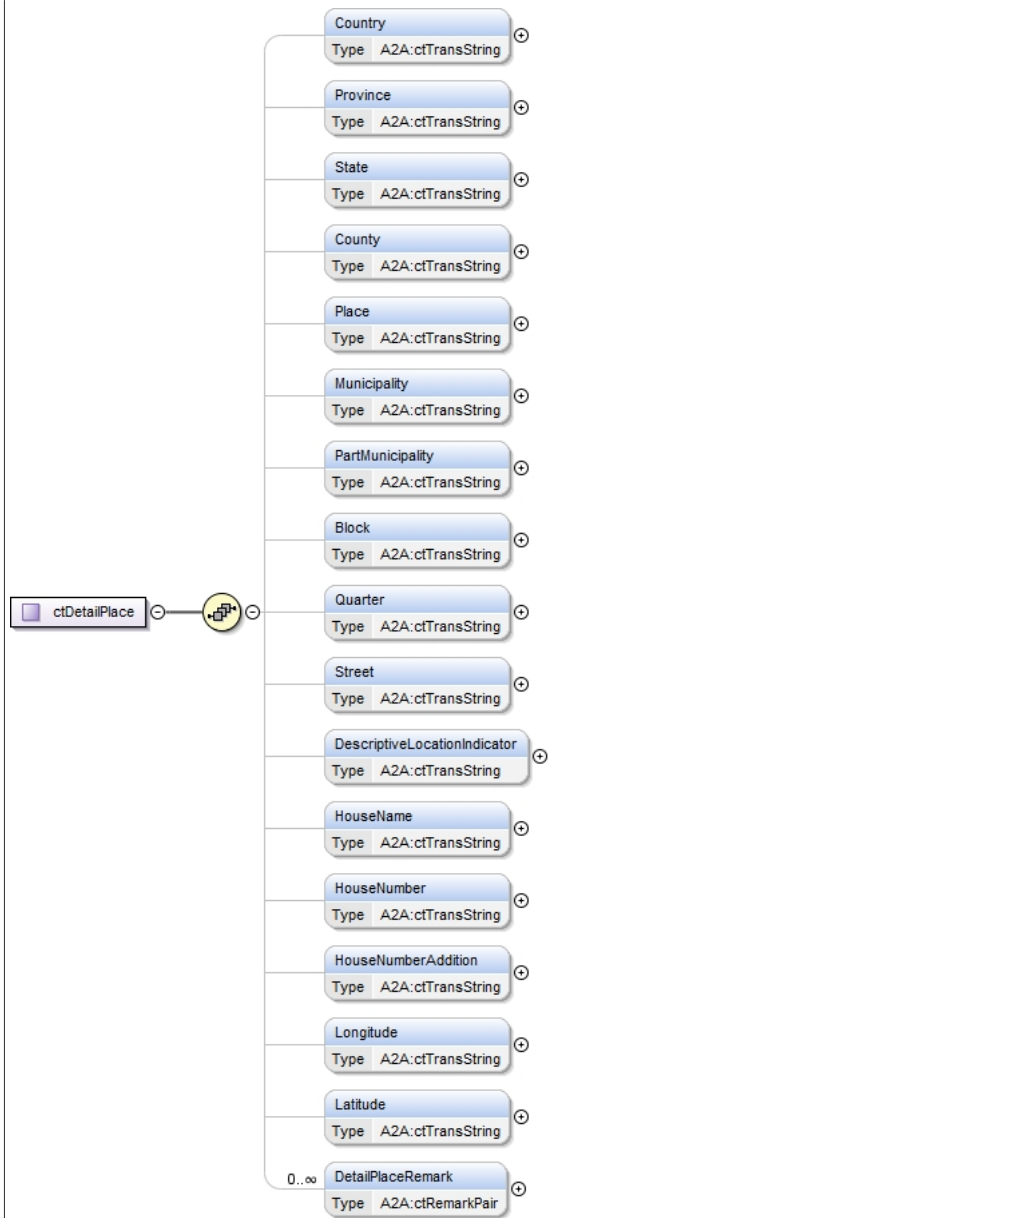 Country
Type A2A:ctTransString
Province
Type A2A:ctTransString
State
Type A2A:ctTransString
County
Type A2A:ctTransString
Place
Type A2A:ctTransString
Municipality
Type A2A:ctTransString
PartMunicipality
Type A2A:ctTransString
Block
Type A2A:ctTransString
ctDetailPlace
Quarter
Type A2A:ctTransString
Street
Type A2A:ctTransString
DescriptiveLocationIndicator
Type A2A:ctTransString
HouseName
Type A2A:ctTransString
HouseNumber
Type A2A:ctTransString
HouseNumberAddition
Type A2A:ctTransString
Longitude
Type A2A:ctTransString
Latitude
Type A2A:ctTransString
0..∞ DetailPlaceRemark
Type A2A:ctRemarkPair